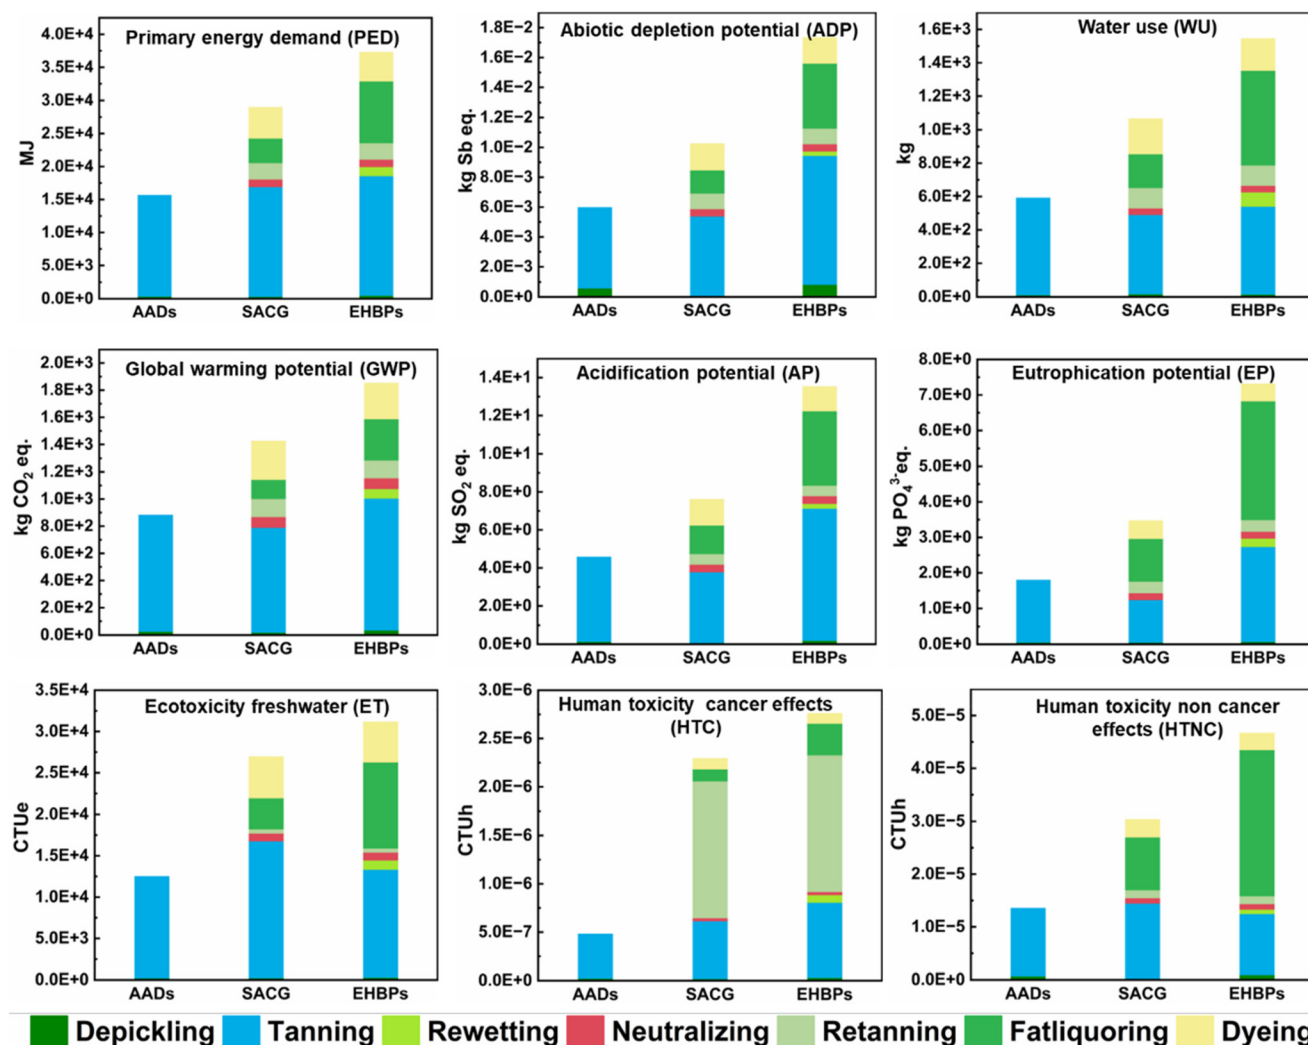 Primary energy demand (PED)
MJ
4.0E+4
3.5E+4
3.0E+4
2.5E+4
2.0E+4
1.5E+4
1.0E+4
5.0E+3
0.0E+0
AADs SACG EHBPs
Abiotic depletion potential (ADP)
kg Sb eq.
1.8E-2
1.6E-2
1.4E-2
1.2E-2
1.0E-2
8.0E-3
6.0E-3
4.0E-3
2.0E-3
0.0E+0
AADs SACG EHBPs
Water use (WU)
kg
1.6E+3
1.4E+3
1.2E+3
1.0E+3
8.0E+2
6.0E+2
4.0E+2
2.0E+2
0.0E+0
AADs SACG EHBPs
Global warming potential (GWP)
kg CO2 eq.
2.0E+3
1.8E+3
1.6E+3
1.4E+3
1.2E+3
1.0E+3
8.0E+2
6.0E+2
4.0E+2
2.0E+2
0.0E+0
AADs SACG EHBPs
Acidification potential (AP)
kg SO2 eq.
1.4E+1
1.2E+1
1.0E+1
8.0E+0
6.0E+0
4.0E+0
2.0E+0
0.0E+0
AADs SACG EHBPs
Eutrophication potential (EP)
kg PO4 3-eq.
8.0E+0
7.0E+0
6.0E+0
5.0E+0
4.0E+0
3.0E+0
2.0E+0
1.0E+0
0.0E+0
AADs SACG EHBPs
Ecotoxicity freshwater (ET)
CTUe
3.5E+4
3.0E+4
2.5E+4
2.0E+4
1.5E+4
1.0E+4
5.0E+3
0.0E+0
AADs SACG EHBPs
Human toxicity cancer effects
(HTC)
CTUh
3.0E-6
2.5E-6
2.0E-6
1.5E-6
1.0E-6
5.0E-7
0.0E+0
AADs SACG EHBPs
Human toxicity non cancer
effects (HTNC)
CTUh
5.0E-5
4.0E-5
3.0E-5
2.0E-5
1.0E-5
0.0E+0
AADs SACG EHBPs
Depickling Tanning Rewetting Neutralizing Retanning Fatliquoring Dyeing